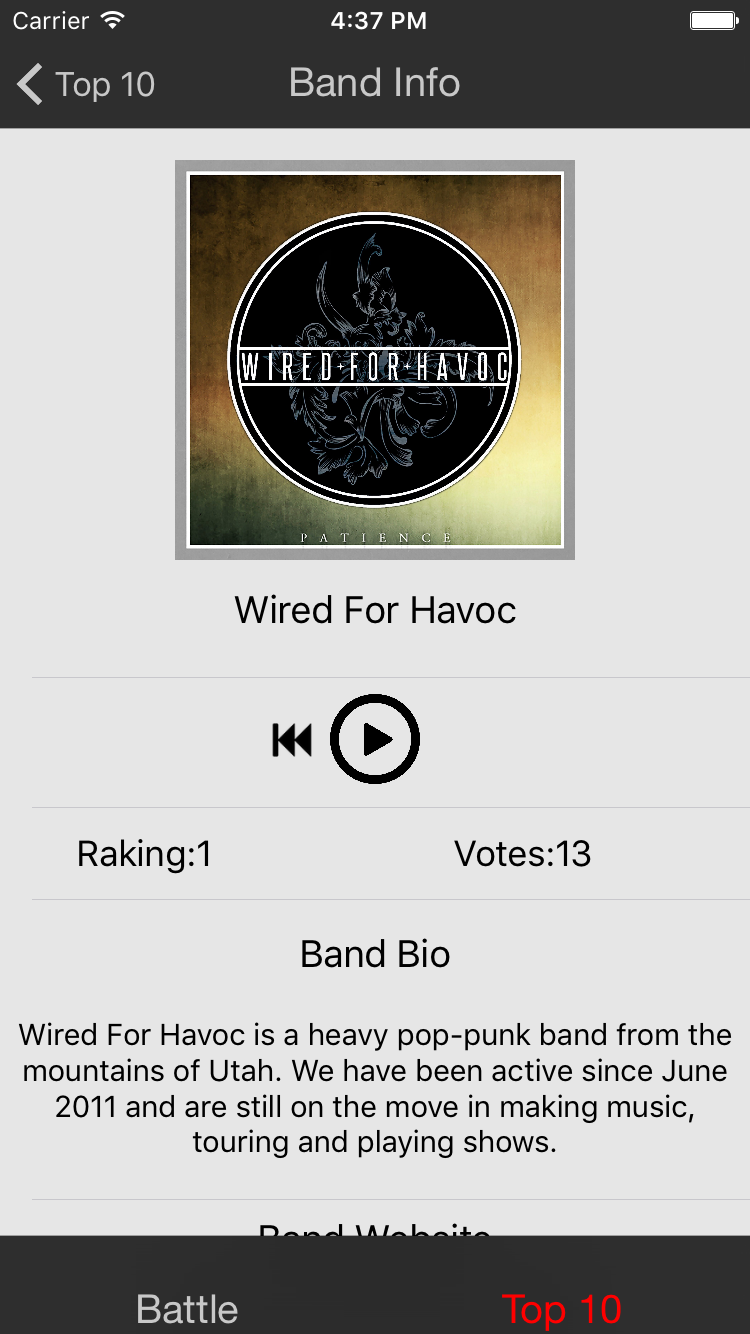 Carrier 4:37 PM
Top 10 Band Info
WIRED FOR HAVOC
PATIENCE
Wired For Havoc
Raking:1 Votes:13
Band Bio
Wired For Havoc is a heavy pop-punk band from the
mountains of Utah. We have been active since June
2011 and are still on the move in making music,
touring and playing shows.
Band Website
Battle Top 10